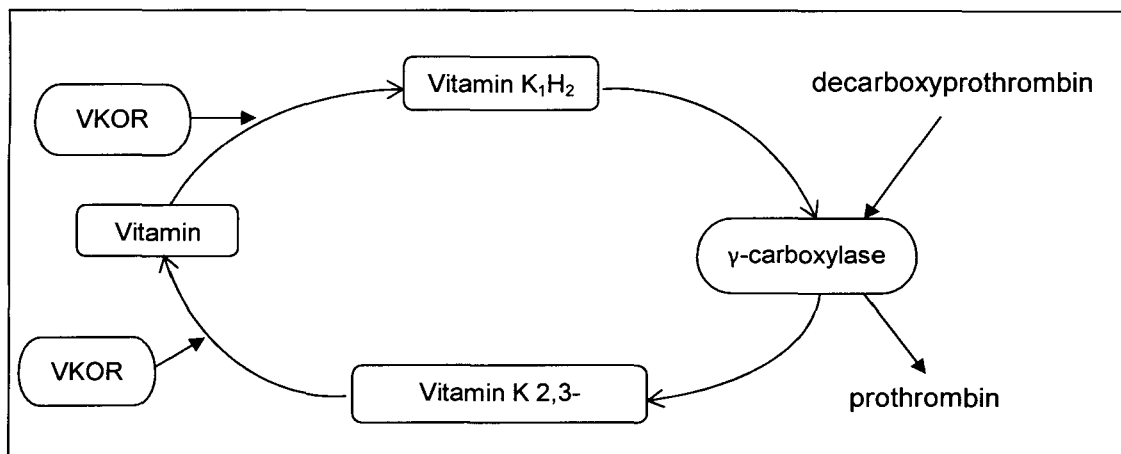 Vitamin K₁H₂
decarboxyprothrombin
VKOR
Vitamin
γ-carboxylase
VKOR
Vitamin K 2,3-
prothrombin